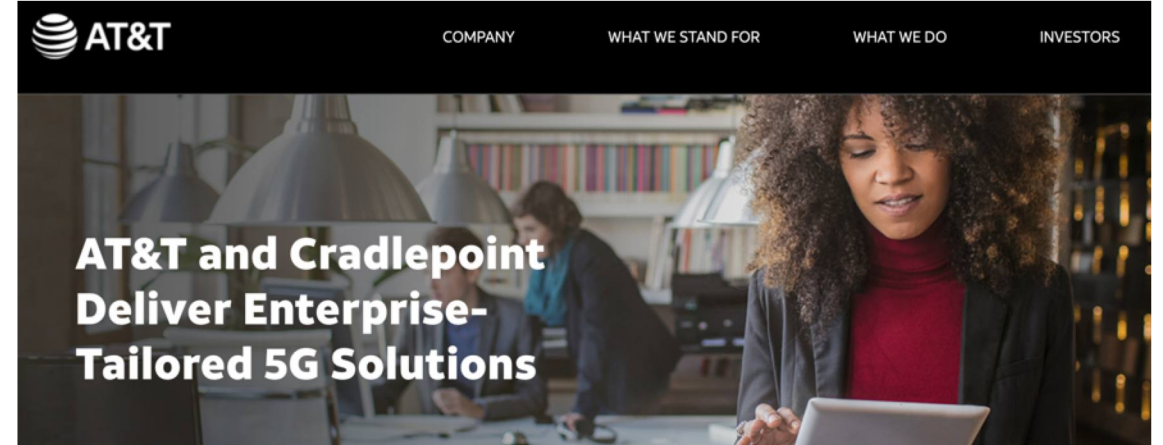 AT&T
COMPANY
WHAT WE STAND FOR
WHAT WE DO
INVESTORS
AT&T and Cradlepoint
Deliver Enterprise-
Tailored 5G Solutions